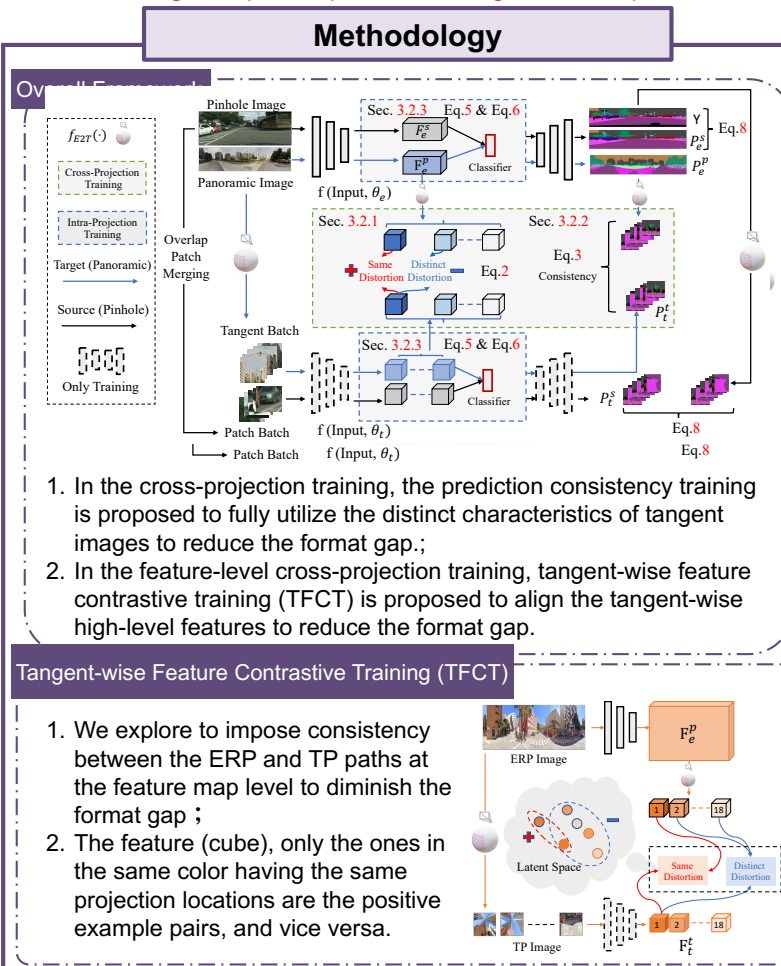 Methodology
Overall Framework
f_{E2T}(·)
Cross-Projection
Training
Intra-Projection
Training
Target (Panoramic)
Source (Pinhole)
Only Training
Pinhole Image
Panoramic Image
Overlap
Patch
Merging
f (Input, θ_e)
Sec. 3.2.3 Eq.5 & Eq.6
F_e^s
F_e^p
Classifier
Y
P_e^s
P_e^p
Eq.8
Sec. 3.2.1
Same
Distortion
Distinct
Distortion
Eq.2
Sec. 3.2.2
Eq.3
Consistency
P_t^t
Tangent Batch
Sec. 3.2.3 Eq.5 & Eq.6
Classifier
P_t^s
Patch Batch
f (Input, θ_t)
Eq.8
Patch Batch
f (Input, θ_t)
Eq.8
1. In the cross-projection training, the prediction consistency training
is proposed to fully utilize the distinct characteristics of tangent
images to reduce the format gap.;
2. In the feature-level cross-projection training, tangent-wise feature
contrastive training (TFCT) is proposed to align the tangent-wise
high-level features to reduce the format gap.
Tangent-wise Feature Contrastive Training (TFCT)
1. We explore to impose consistency
between the ERP and TP paths at
the feature map level to diminish the
format gap ；
2. The feature (cube), only the ones in
the same color having the same
projection locations are the positive
example pairs, and vice versa.
ERP Image
F_e^p
1 2 18
Latent Space
Same
Distortion
Distinct
Distortion
1 2 18
TP Image
F_t^t